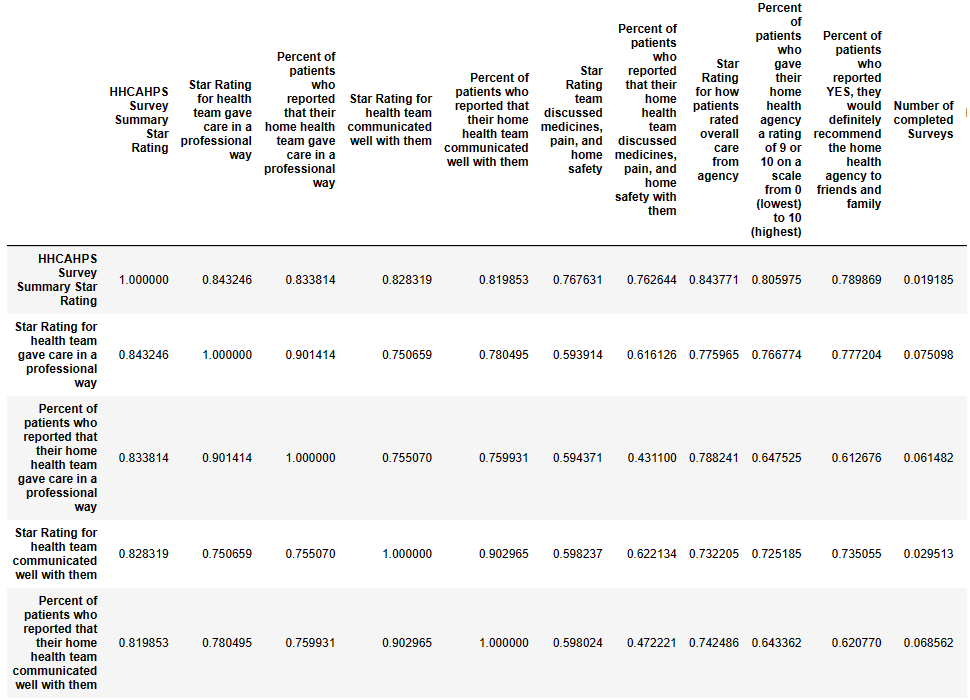 HHCAHPS Survey Summary Star Rating
Star Rating for health team gave care in a professional way
Percent of patients who reported that their home health team gave care in a professional way
Star Rating for health team communicated well with them
Percent of patients who reported that their home health team communicated well with them
Star Rating team discussed medicines, pain, and home safety
Percent of patients who reported that their home health team discussed medicines, pain, and home safety with them
Star Rating for how patients rated overall care from agency
Percent of patients who gave their home health agency a rating of 9 or 10 on a scale from 0 (lowest) to 10 (highest)
Percent of patients who reported YES, they would definitely recommend the home health agency to friends and family
Number of completed Surveys
HHCAHPS Survey Summary Star Rating 1.000000 0.843246 0.833814 0.828319 0.819853 0.767631 0.762644 0.843771 0.805975 0.789869 0.019185
Star Rating for health team gave care in a professional way 0.843246 1.000000 0.901414 0.750659 0.780495 0.593914 0.616126 0.775965 0.766774 0.777204 0.075098
Percent of patients who reported that their home health team gave care in a professional way 0.833814 0.901414 1.000000 0.755070 0.759931 0.594371 0.431100 0.788241 0.647525 0.612676 0.061482
Star Rating for health team communicated well with them 0.828319 0.750659 0.755070 1.000000 0.902965 0.598237 0.622134 0.732205 0.725185 0.735055 0.029513
Percent of patients who reported that their home health team communicated well with them 0.819853 0.780495 0.759931 0.902965 1.000000 0.598024 0.472221 0.742486 0.643362 0.620770 0.068562